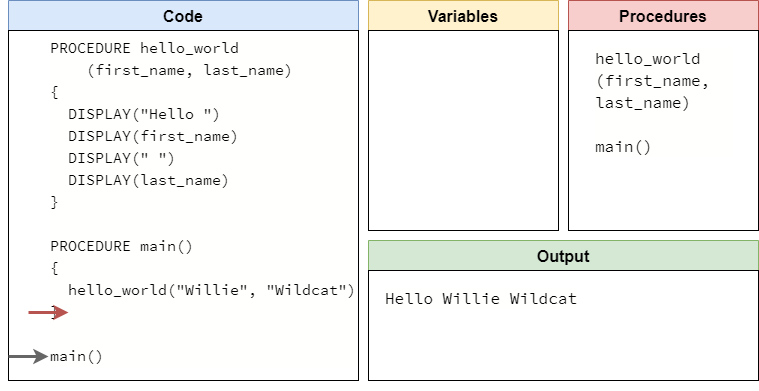 Code
PROCEDURE hello_world
(first_name, last_name)
{
DISPLAY("Hello ")
DISPLAY(first_name)
DISPLAY(" ")
DISPLAY(last_name)
}
PROCEDURE main()
{
hello_world("Willie", "Wildcat")
}
main()
Variables
Procedures
hello_world
(first_name,
last_name)
main()
Output
Hello Willie Wildcat